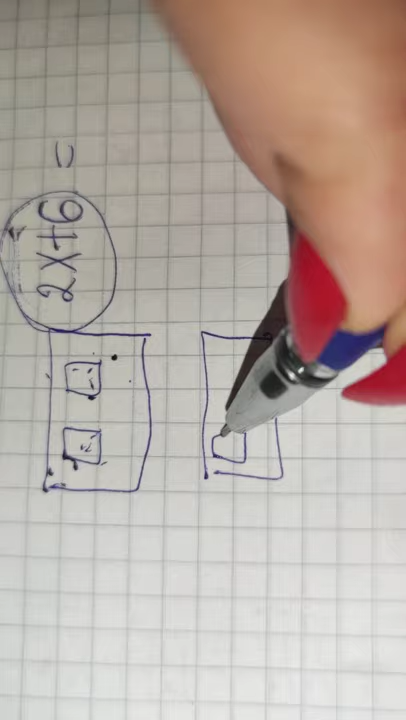 2x+6 =